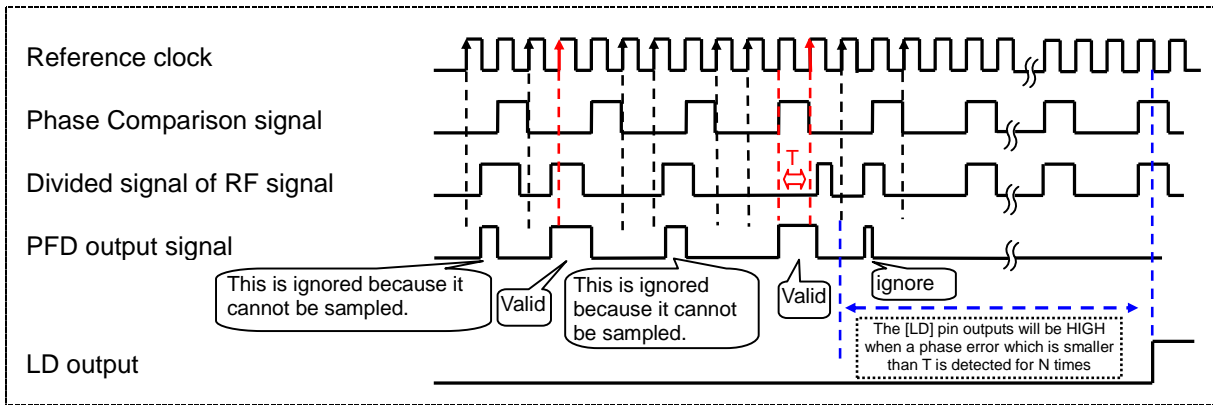 Reference clock
Phase Comparison signal
Divided signal of RF signal
T
PFD output signal
This is ignored because it
cannot be sampled.
Valid
This is ignored
because it cannot
be sampled.
Valid
ignore
The [LD] pin outputs will be HIGH
when a phase error which is smaller
than T is detected for N times
LD output